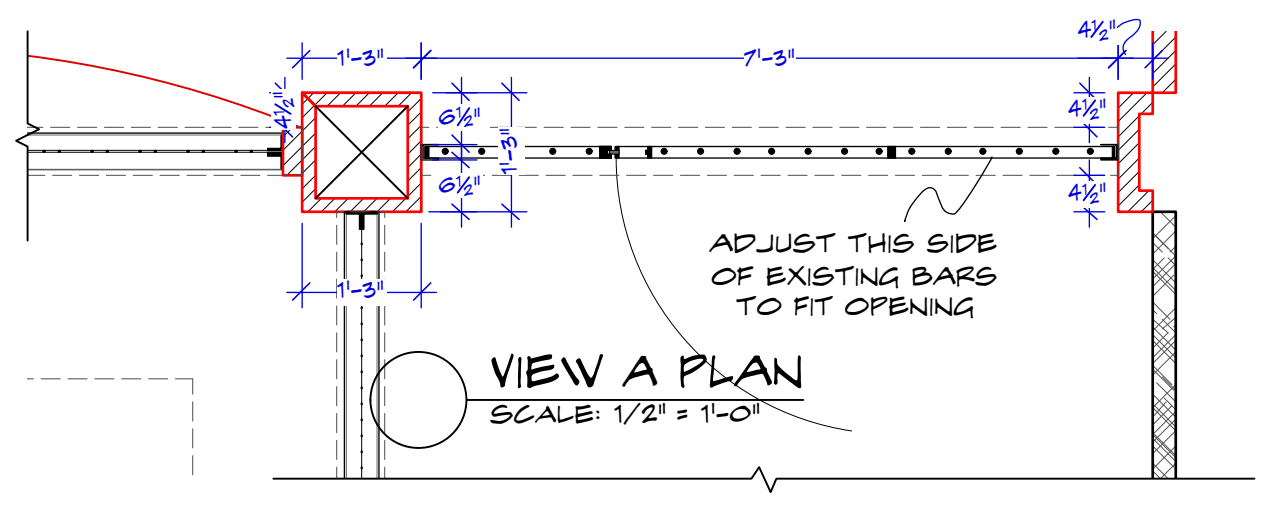 4½"
1'-3"
7'-3"
4½"
6½"
1'-3"
4½"
6½"
4½"
ADJUST THIS SIDE
OF EXISTING BARS
TO FIT OPENING
1'-3"
VIEW A PLAN
SCALE: 1/2" = 1'-0"